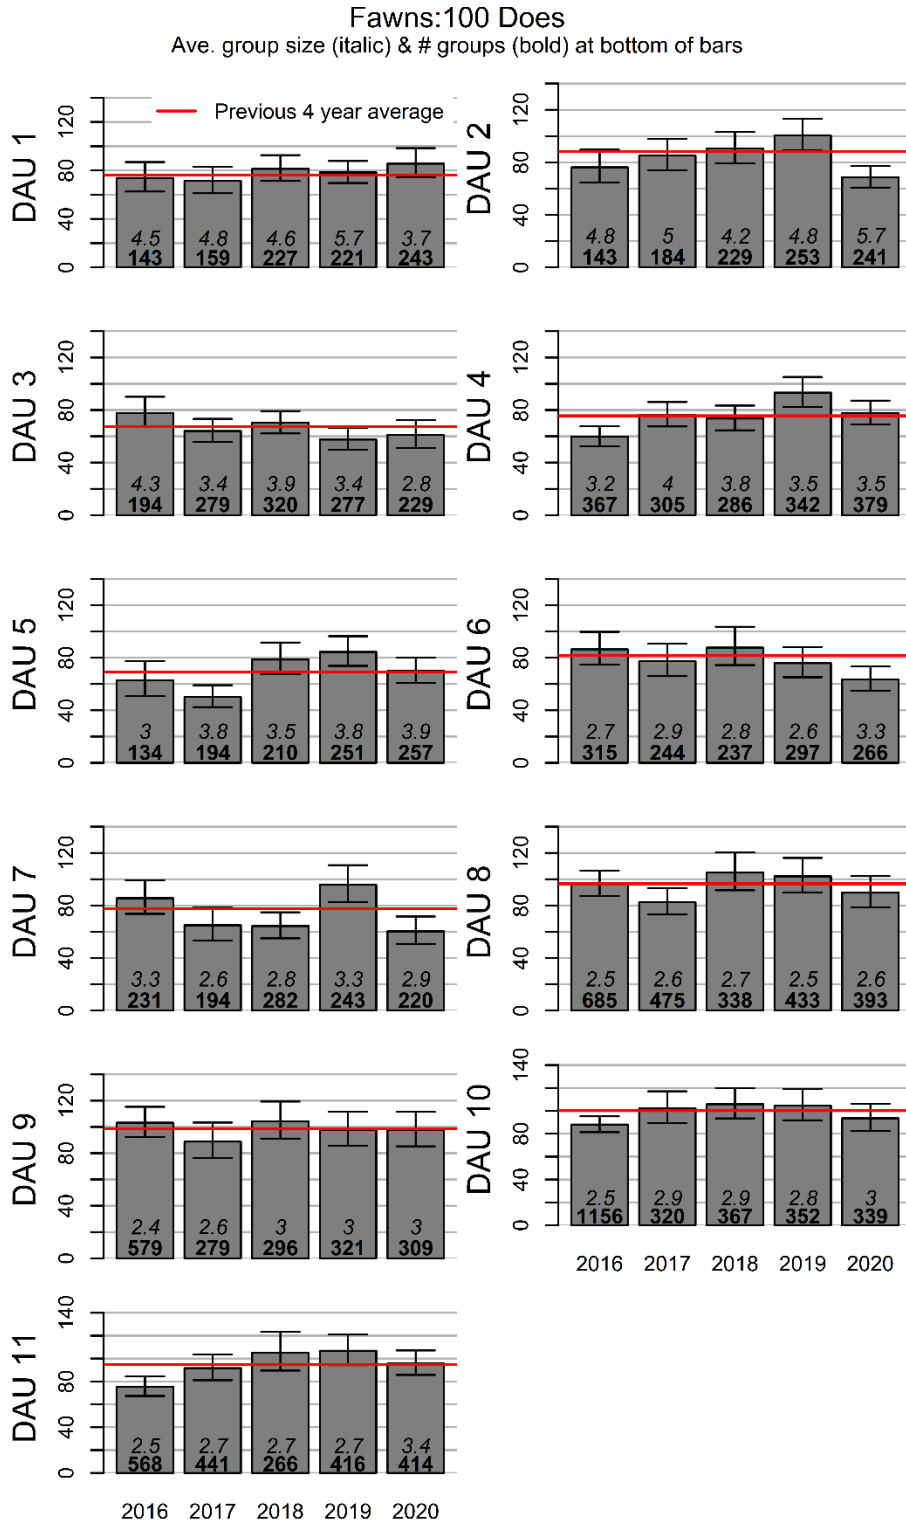 Fawns:100 Does
Ave. group size (italic) & # groups (bold) at bottom of bars
Previous 4 year average
DAU 1
0 40 80 120
4.5 4.8 4.6 5.7 3.7
143 159 227 221 243
DAU 2
0 40 80 120
4.8 5 4.2 4.8 5.7
143 184 229 253 241
DAU 3
0 40 80 120
4.3 3.4 3.9 3.4 2.8
194 279 320 277 229
DAU 4
0 40 80 120
3.2 4 3.8 3.5 3.5
367 305 286 342 379
DAU 5
0 40 80 120
3 3.8 3.5 3.8 3.9
134 194 210 251 257
DAU 6
0 40 80 120
2.7 2.9 2.8 2.6 3.3
315 244 237 297 266
DAU 7
0 40 80 120
3.3 2.6 2.8 3.3 2.9
231 194 282 243 220
DAU 8
0 40 80 120
2.5 2.6 2.7 2.5 2.6
685 475 338 433 393
DAU 9
0 40 80 120
2.4 2.6 3 3 3
579 279 296 321 309
DAU 10
0 40 80 140
2.5 2.9 2.9 2.8 3
1156 320 367 352 339
2016 2017 2018 2019 2020
DAU 11
0 40 80 140
2.5 2.7 2.7 2.7 3.4
568 441 266 416 414
2016 2017 2018 2019 2020